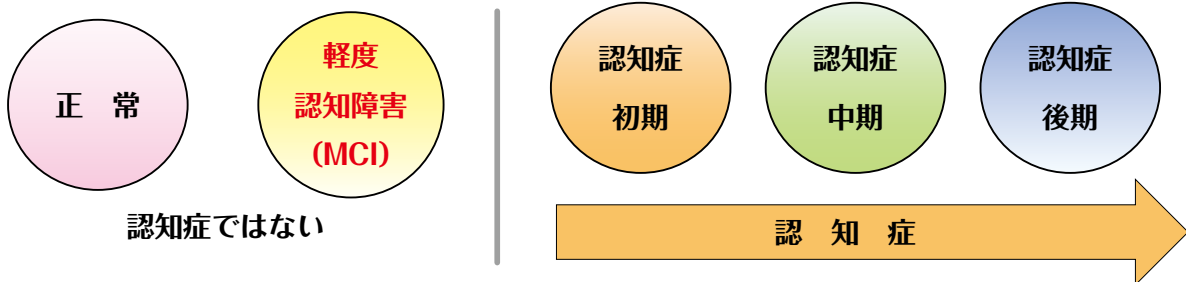 正　常
軽度
認知障害
(MCI)
認知症ではない
認知症
初期
認知症
中期
認知症
後期
認　知　症